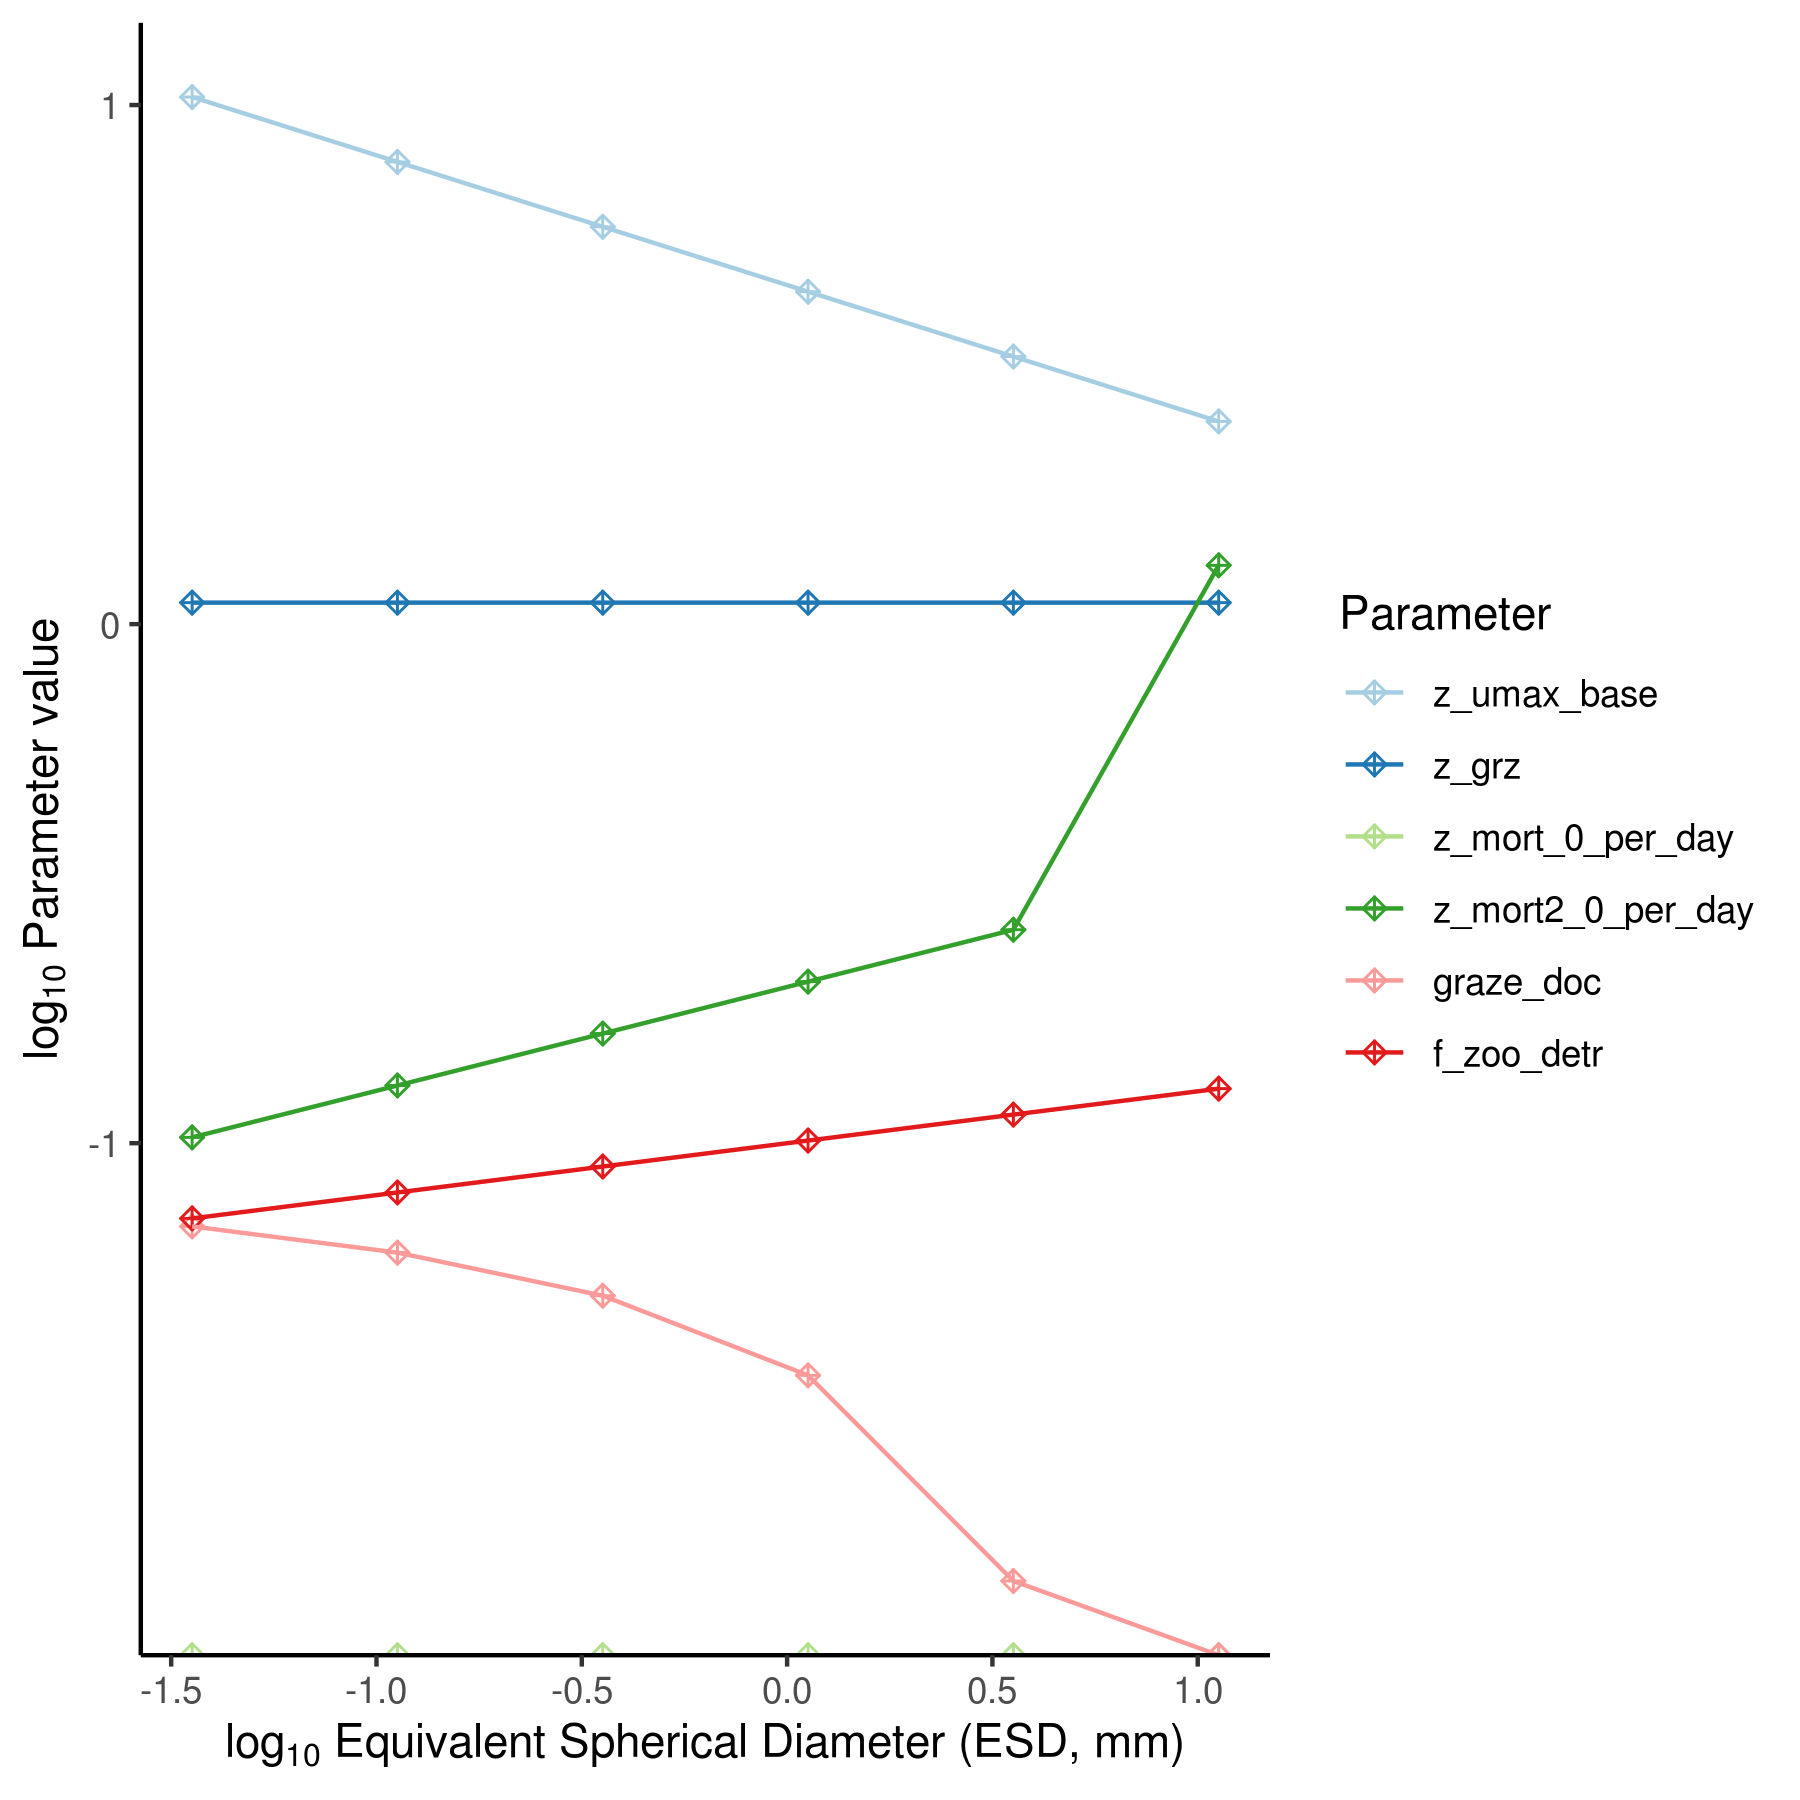 1
0
-1
log₁₀ Parameter value
-1.5 -1.0 -0.5 0.0 0.5 1.0
log₁₀ Equivalent Spherical Diameter (ESD, mm)
Parameter
z_umax_base
z_grz
z_mort_0_per_day
z_mort2_0_per_day
graze_doc
f_zoo_detr